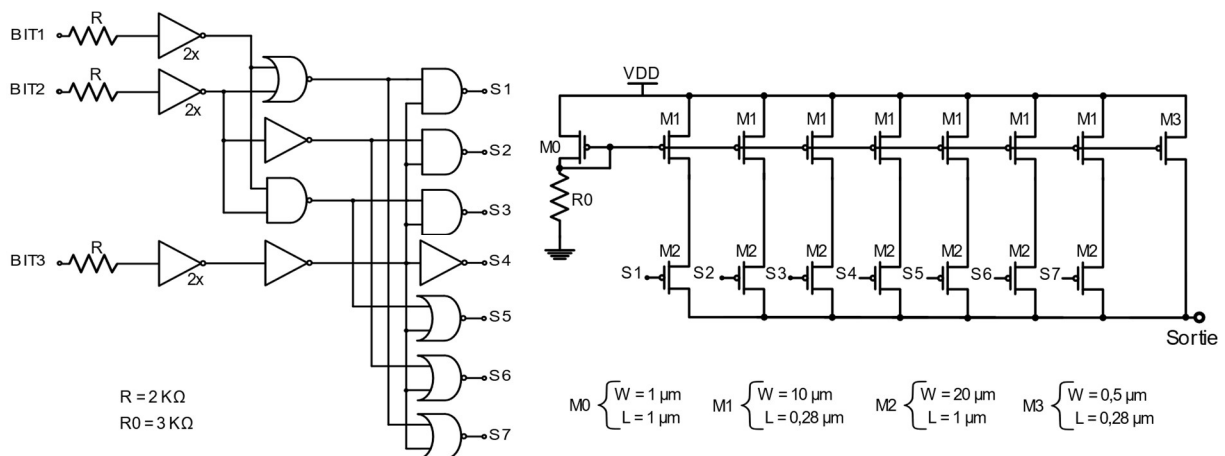 BIT1
R
2x
BIT2
R
2x
BIT3
R
2x
S1
S2
S3
S4
S5
S6
S7
R = 2 KΩ
R0 = 3 KΩ
VDD
M0
R0
M1
M1
M1
M1
M1
M1
M1
M3
M2
M2
M2
M2
M2
M2
M2
S1
S2
S3
S4
S5
S6
S7
Sortie
M0 { W = 1 µm
L = 1 µm
M1 { W = 10 µm
L = 0,28 µm
M2 { W = 20 µm
L = 1 µm
M3 { W = 0,5 µm
L = 0,28 µm